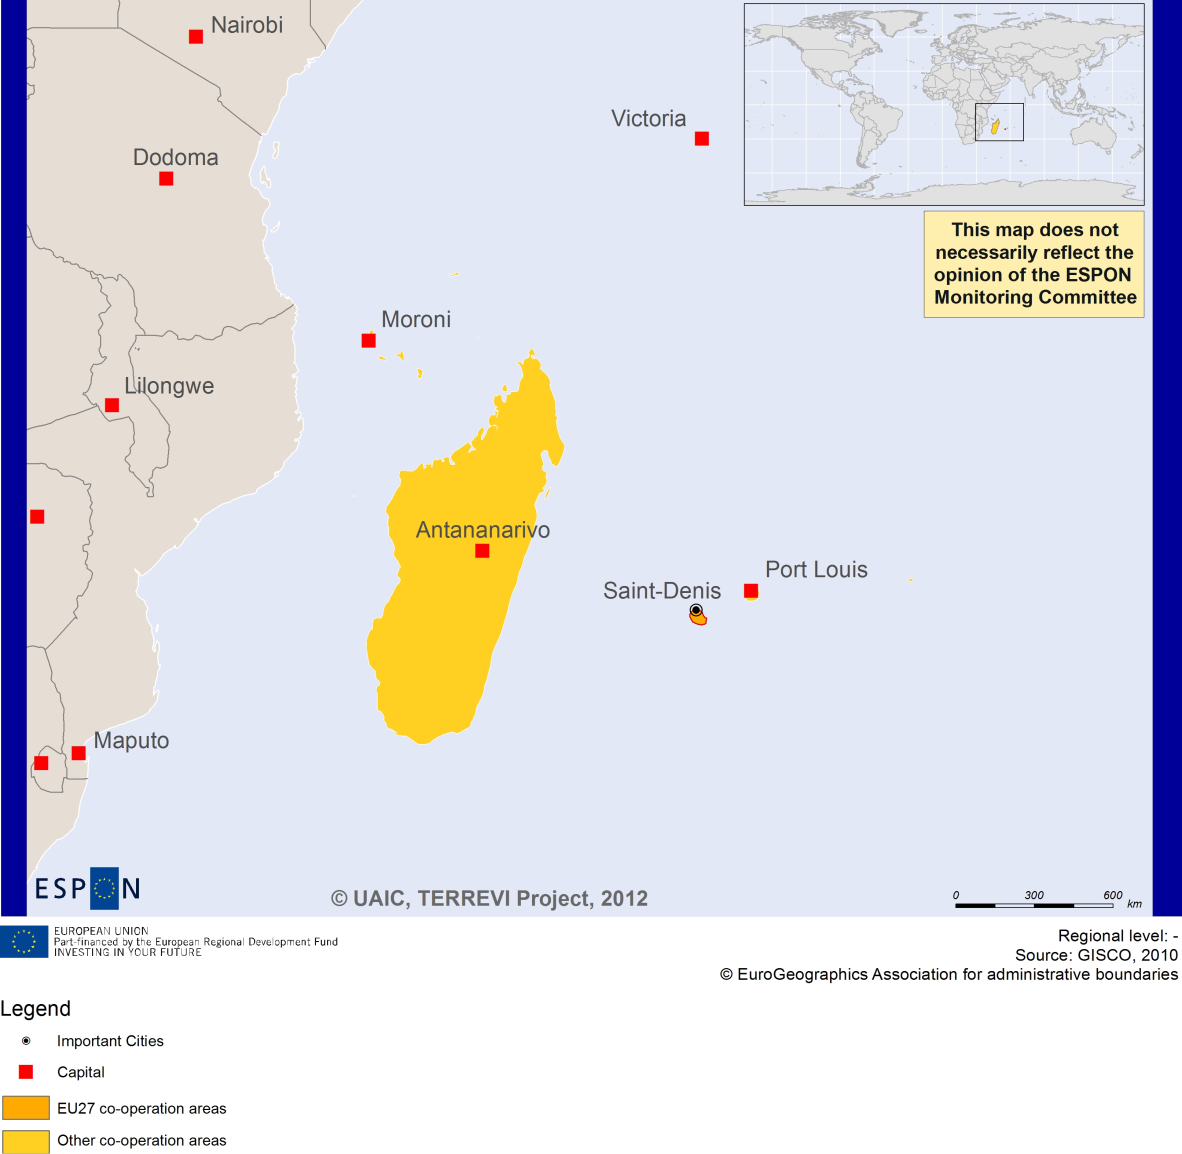 Nairobi
Victoria
Dodoma
This map does not
necessarily reflect the
opinion of the ESPON
Monitoring Committee
Moroni
Lilongwe
Antananarivo
Port Louis
Saint-Denis
Maputo
ESPON
© UAIC, TERREVI Project, 2012
0 300 600
km
EUROPEAN UNION
Part-financed by the European Regional Development Fund
INVESTING IN YOUR FUTURE
Regional level: -
Source: GISCO, 2010
© EuroGeographics Association for administrative boundaries
Legend
Important Cities
Capital
EU27 co-operation areas
Other co-operation areas